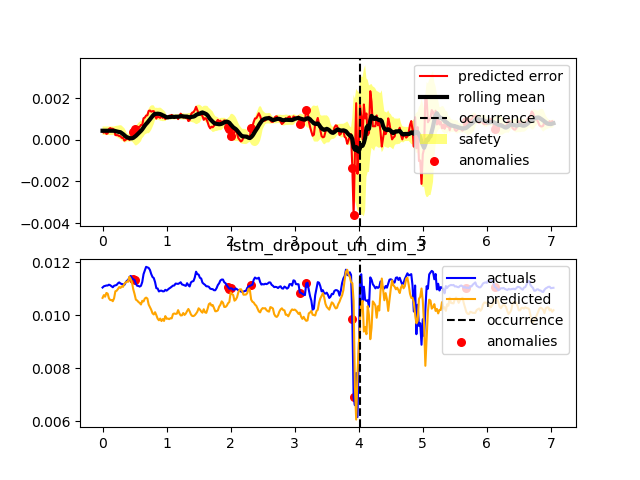 0.002
0.000
−0.002
−0.004
0 1 2 3 4 5 6 7
predicted error
rolling mean
occurrence
safety
anomalies
lstm_dropout_un_dim_5
0.012
0.010
0.008
0.006
0 1 2 3 4 5 6 7
actuals
predicted
occurrence
anomalies